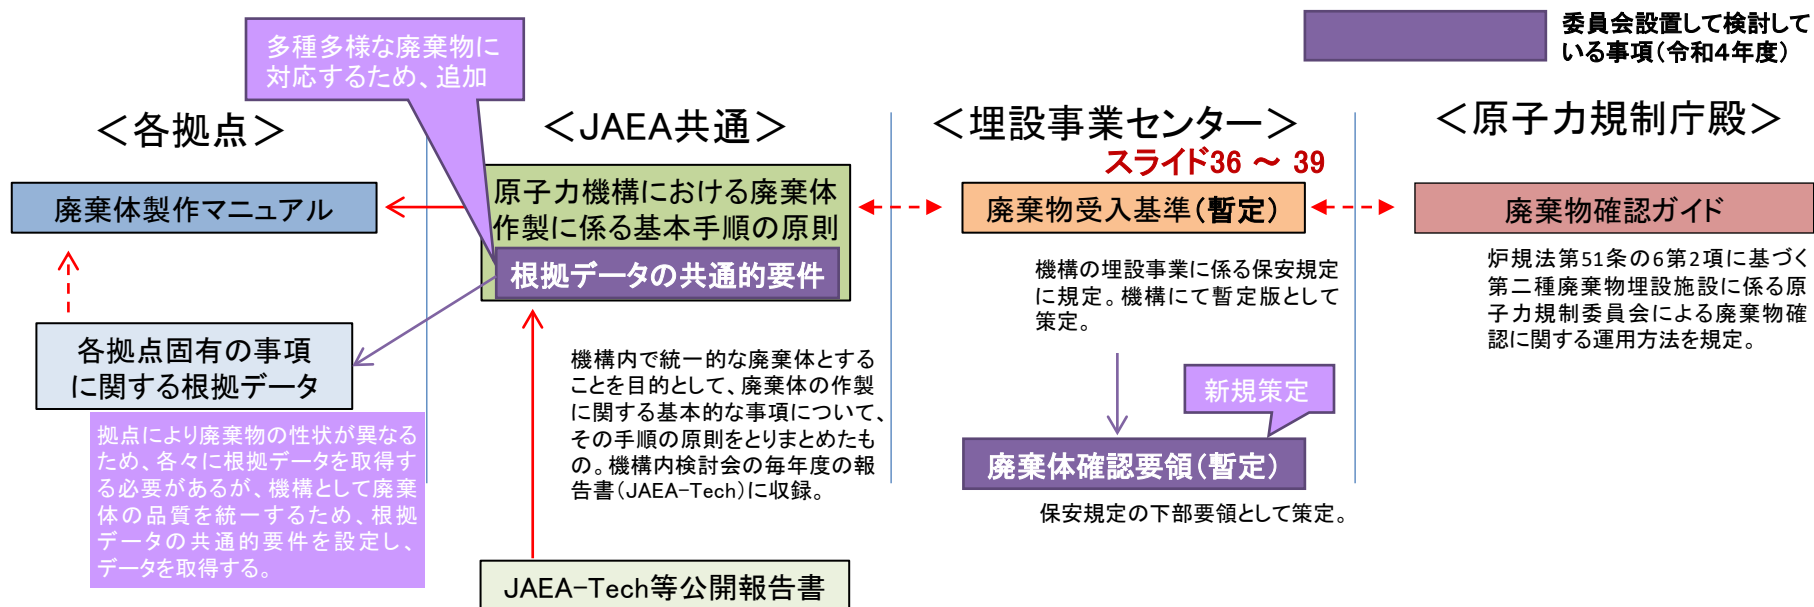 委員会設置して検討して
いる事項(令和4年度)
多種多様な廃棄物に
対応するため、追加
＜各拠点＞
＜JAEA共通＞
＜埋設事業センター＞
＜原子力規制庁殿＞
スライド36 ～ 39
廃棄体製作マニュアル
原子力機構における廃棄体
作製に係る基本手順の原則
根拠データの共通的要件
廃棄物受入基準(暫定)
廃棄物確認ガイド
機構の埋設事業に係る保安規定
に規定。機構にて暫定版として
策定。
炉規法第51条の6第2項に基づく
第二種廃棄物埋設施設に係る原
子力規制委員会による廃棄物確
認に関する運用方法を規定。
各拠点固有の事項
に関する根拠データ
機構内で統一的な廃棄体とする
ことを目的として、廃棄体の作製
に関する基本的な事項について、
その手順の原則をとりまとめたも
の。機構内検討会の毎年度の報
告書(JAEA-Tech)に収録。
新規策定
廃棄体確認要領(暫定)
保安規定の下部要領として策定。
拠点により廃棄物の性状が異なる
ため、各々に根拠データを取得す
る必要があるが、機構として廃棄
体の品質を統一するため、根拠
データの共通的要件を設定し、
データを取得する。
JAEA-Tech等公開報告書